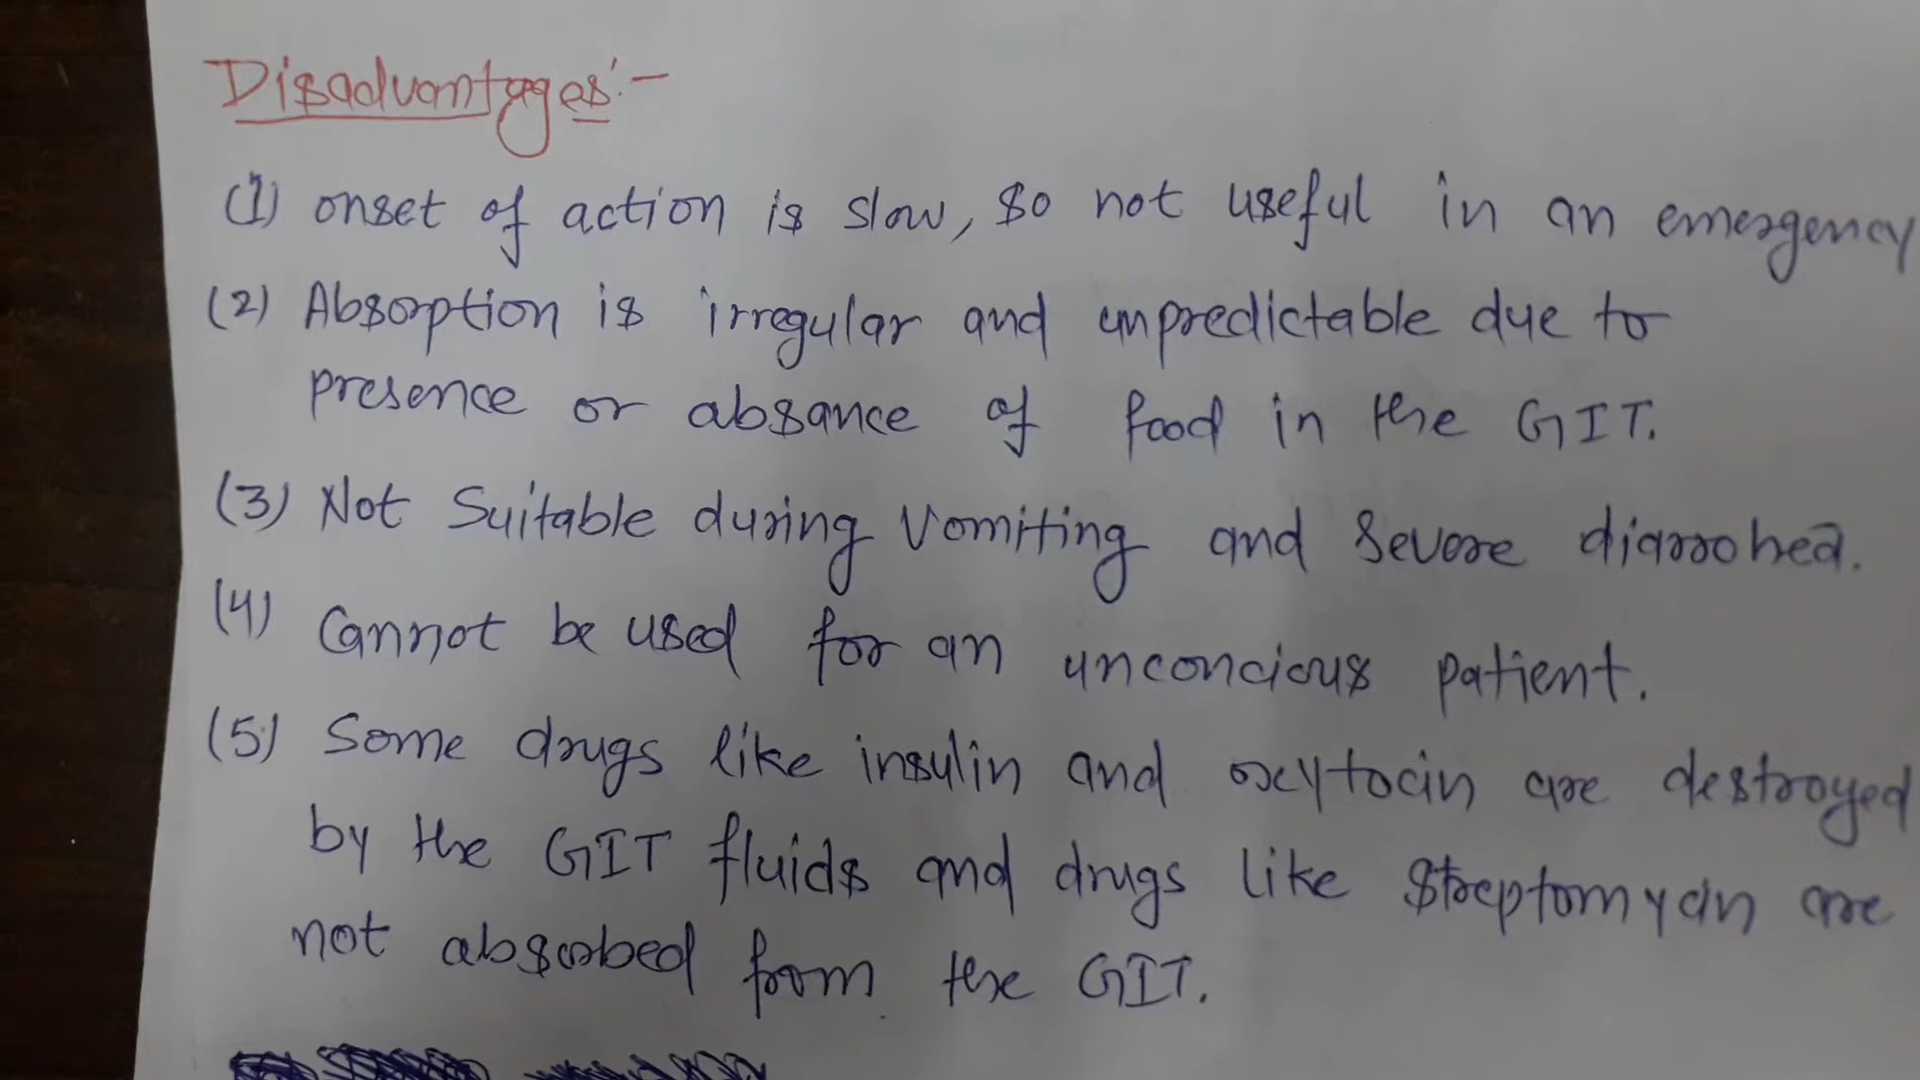 Disadvantages:-
(1) onset of action is slow, so not useful in an emergency
(2) Absorption is irregular and unpredictable due to
presence or absance of food in the GIT.
(3) Not Suitable during Vomiting and Severe diarrohea.
(4) Cannot be used for an unconcious patient.
(5) Some drugs like insulin and oxytocin are destroyed
by the GIT fluids and drugs like Streptomycin are
not absorbed from the GIT.